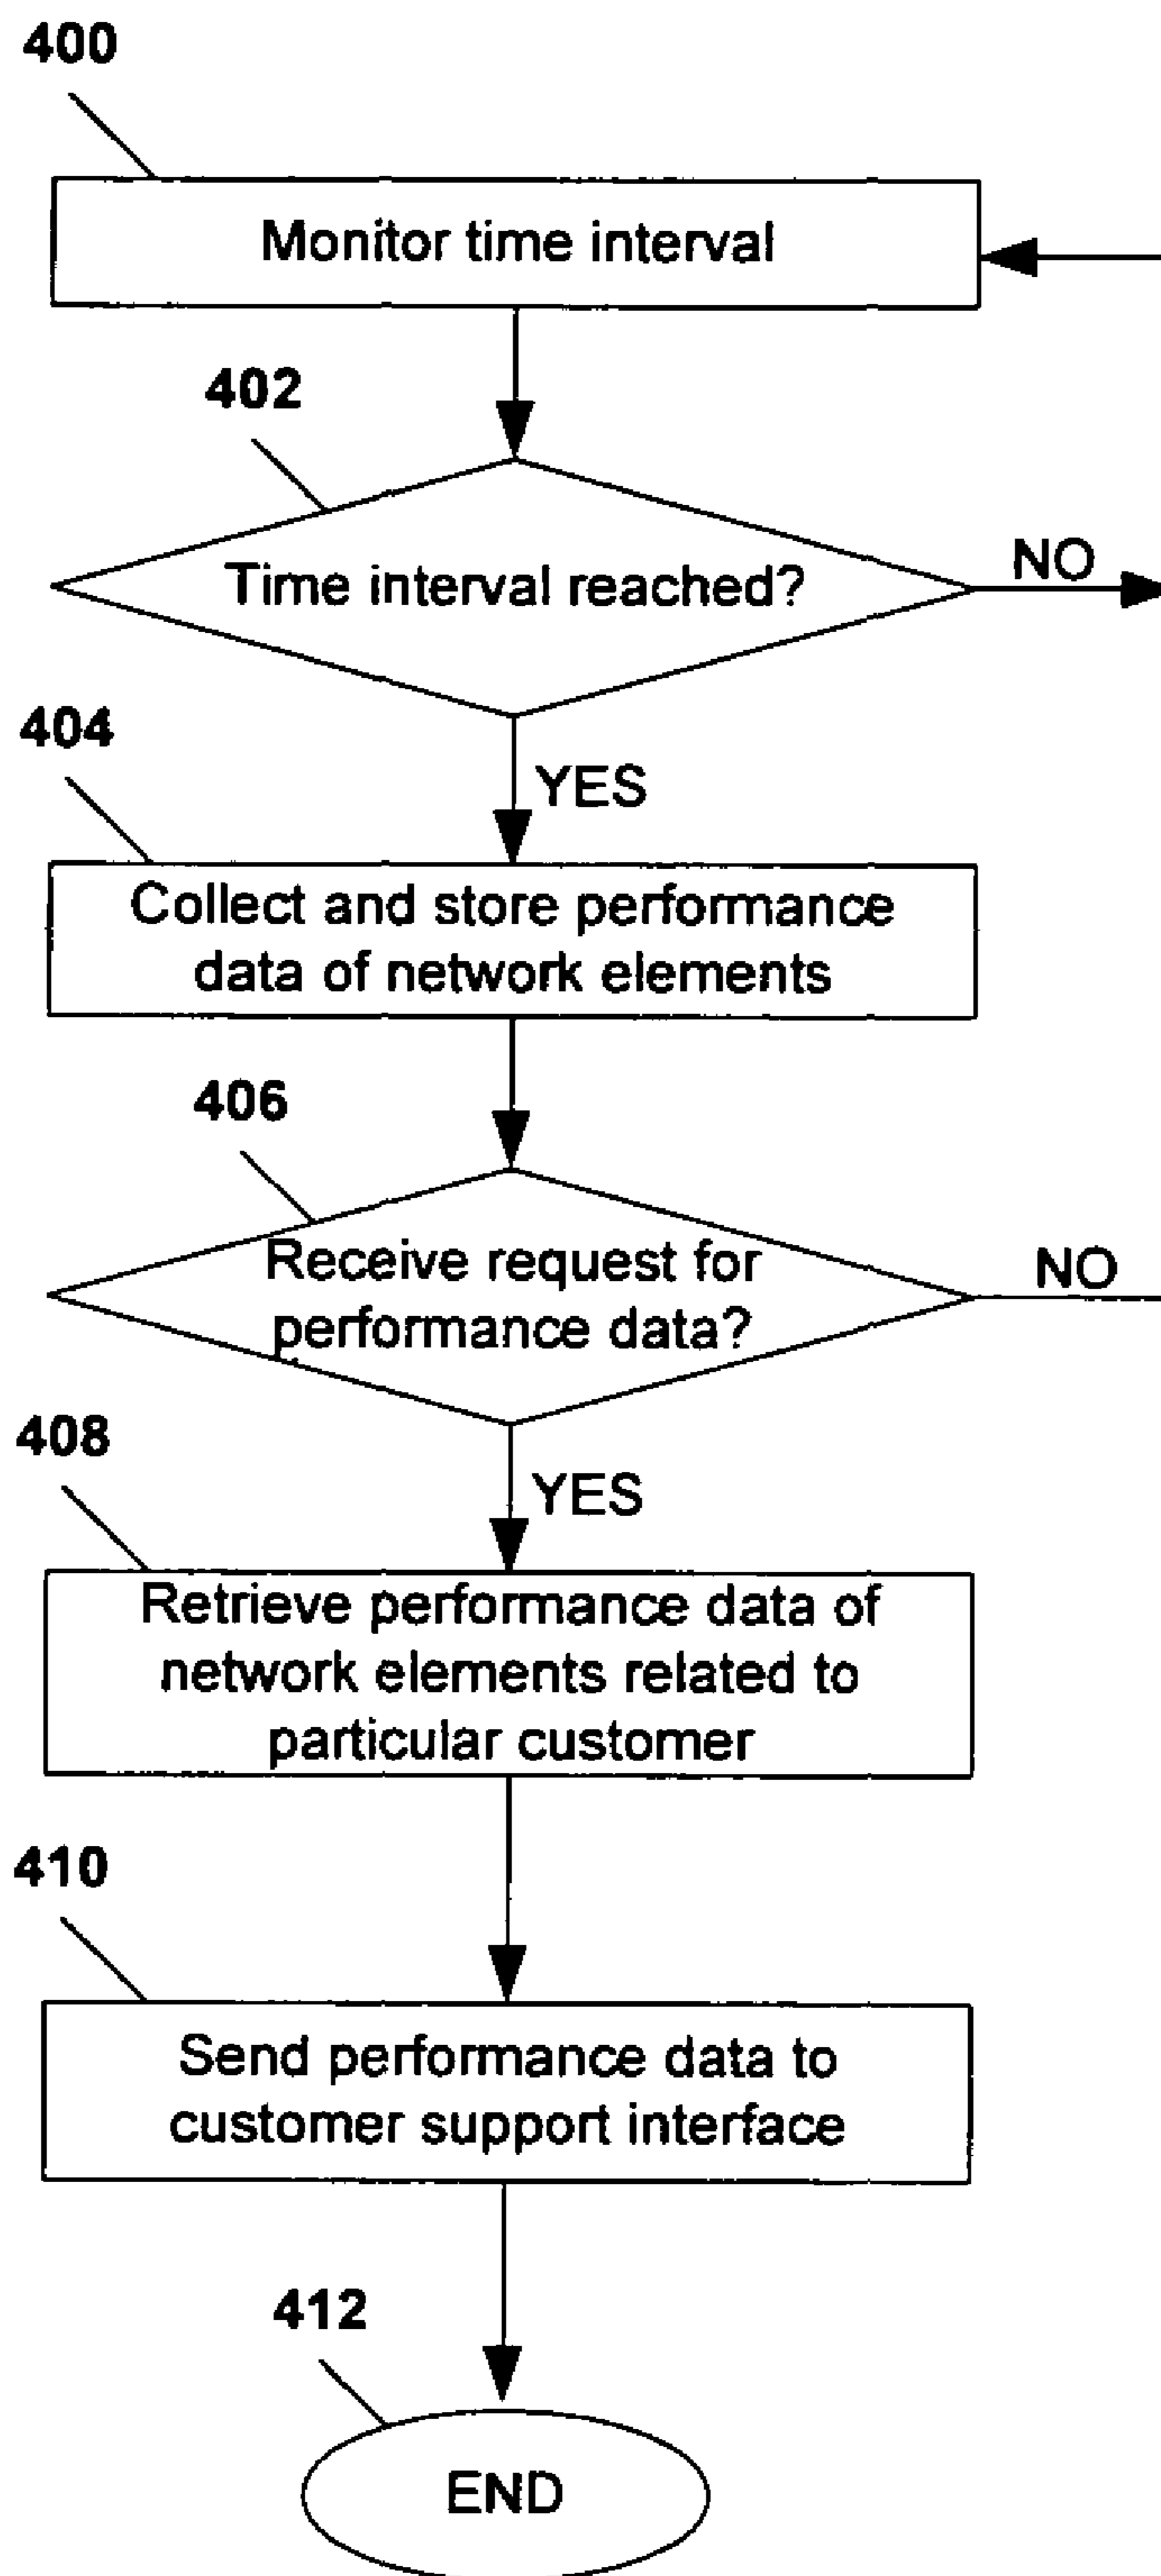 400
Monitor time interval
402
Time interval reached?
NO
404
YES
Collect and store performance
data of network elements
406
Receive request for
performance data?
NO
408
YES
Retrieve performance data of
network elements related to
particular customer
410
Send performance data to
customer support interface
412
END